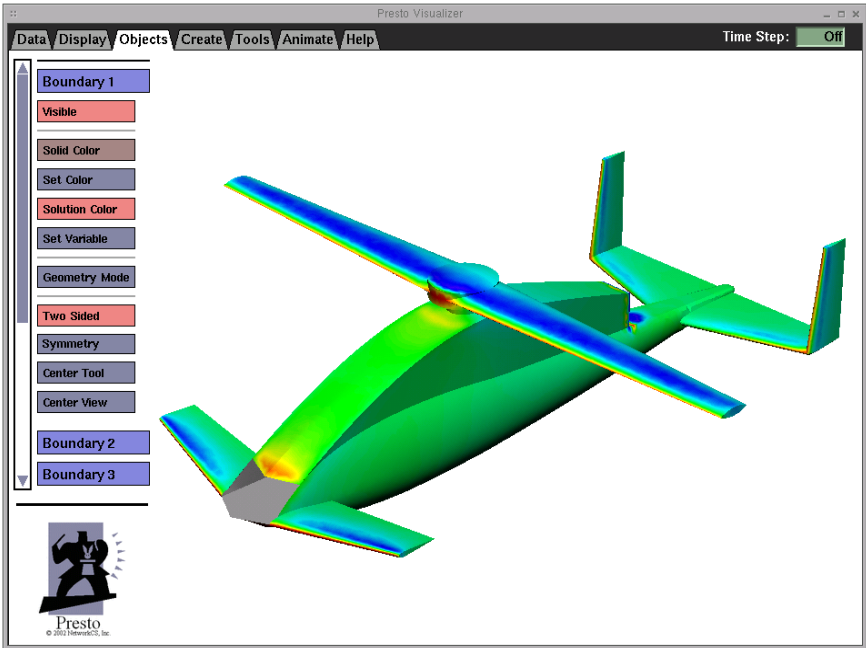 Presto Visualizer
Data Display Objects Create Tools Animate Help Time Step: Off
Boundary 1
Visible
Solid Color
Set Color
Solution Color
Set Variable
Geometry Mode
Two Sided
Symmetry
Center Tool
Center View
Boundary 2
Boundary 3
Presto
© 2002 NetworkCS, Inc.